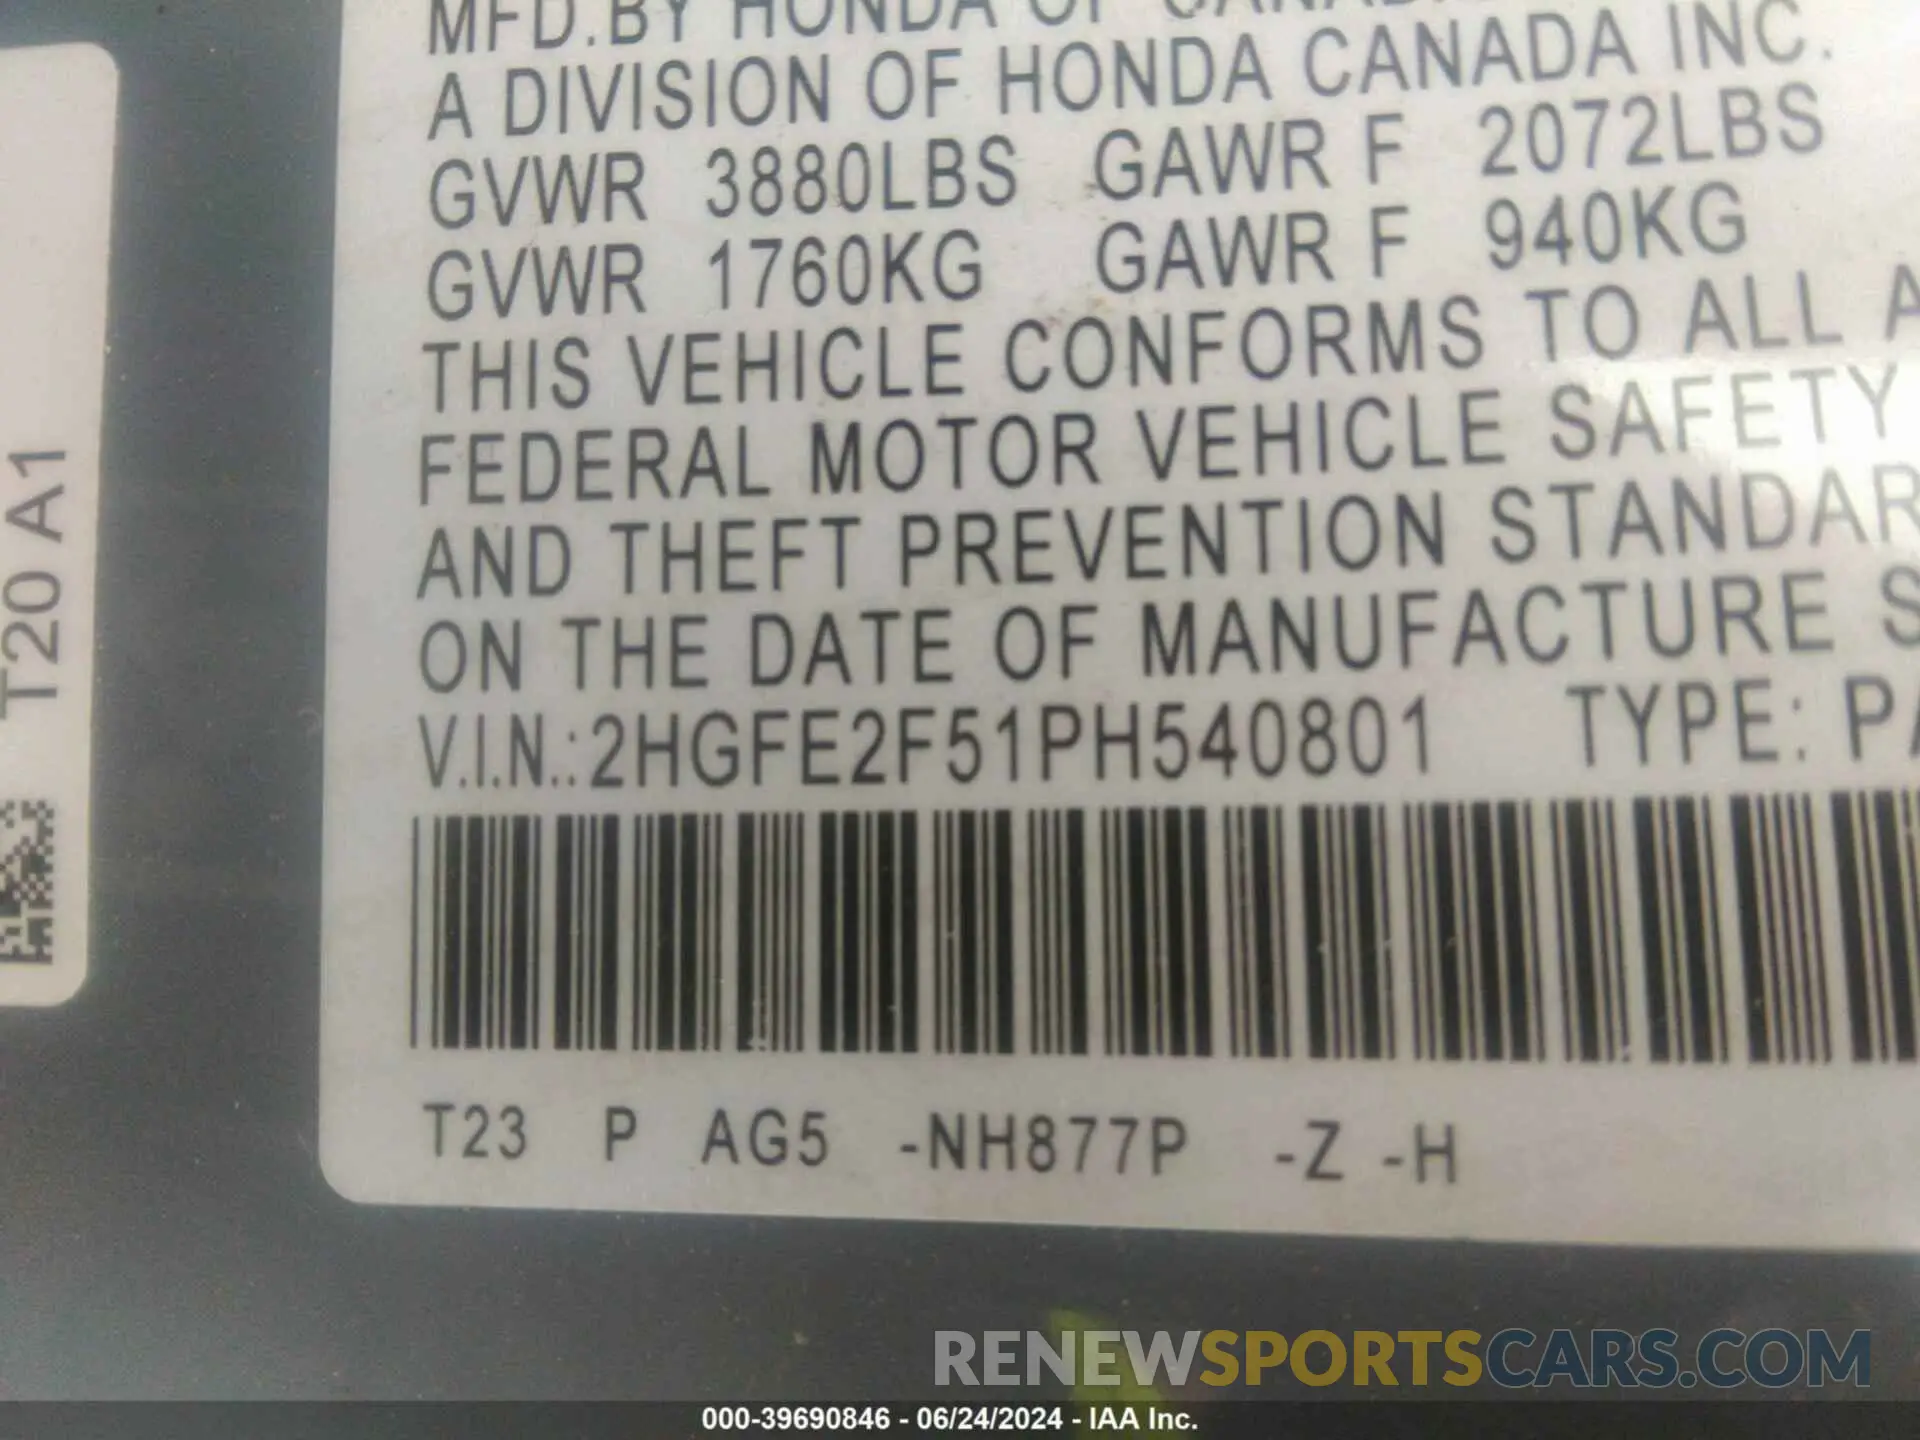 MFD.BY HONDA OF CANADA
A DIVISION OF HONDA CANADA INC.
GVWR 3880LBS GAWR F 2072LBS
GVWR 1760KG GAWR F 940KG
THIS VEHICLE CONFORMS TO ALL A
FEDERAL MOTOR VEHICLE SAFETY
AND THEFT PREVENTION STANDAR
ON THE DATE OF MANUFACTURE S
V.I.N.:2HGFE2F51PH540801 TYPE: PA
T23 P AG5 -NH877P -Z -H
T20 A1
RENEWSPORTSCARS.COM
000-39690846 - 06/24/2024 - IAA Inc.